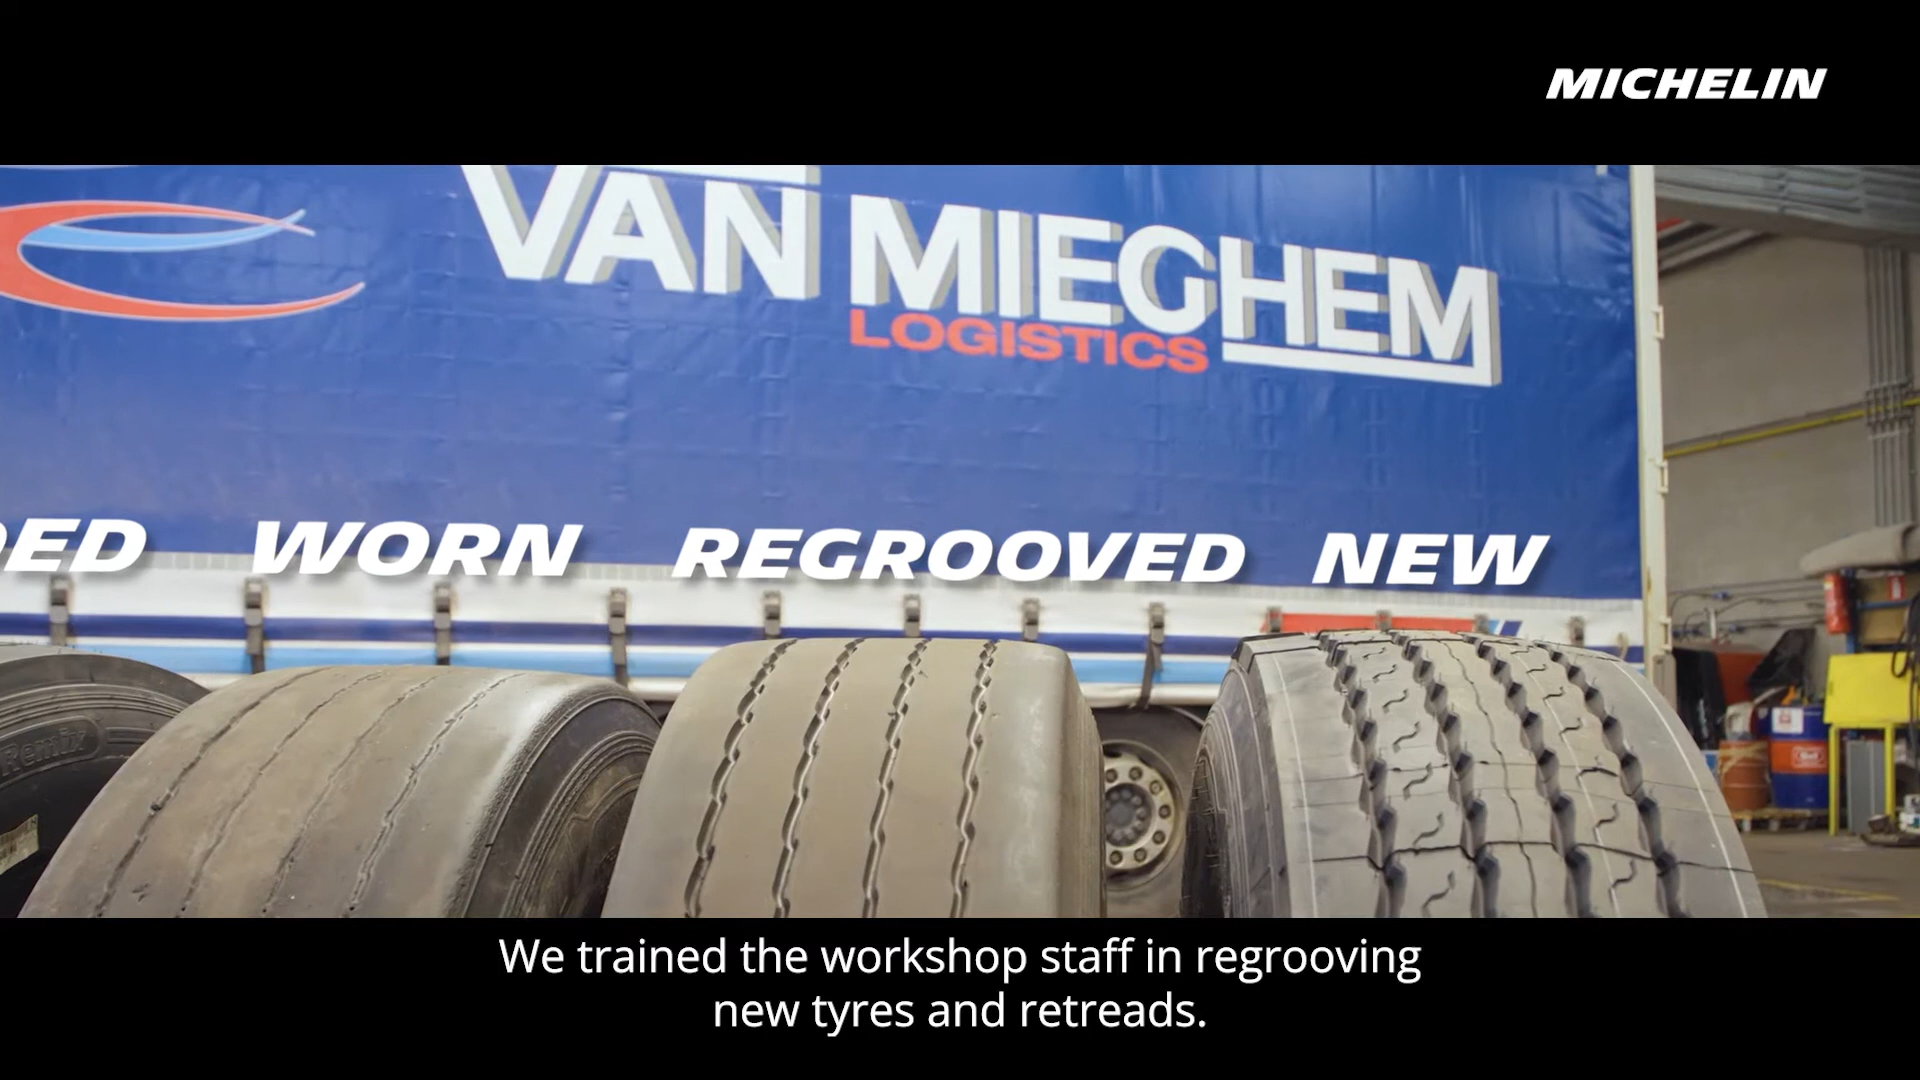 MICHELIN
VAN MIEGHEM
LOGISTICS
DED WORN REGROOVED NEW
Remix
We trained the workshop staff in regrooving
new tyres and retreads.